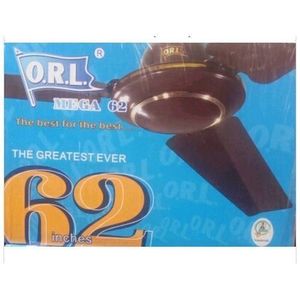 O.R.L. ®
MEGA 62
The best for the best......
THE GREATEST EVER
62
inches